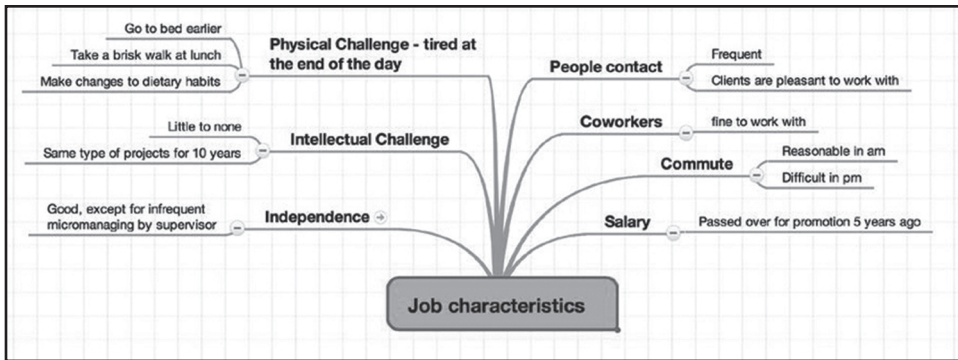 Go to bed earlier
Take a brisk walk at lunch
Make changes to dietary habits
Physical Challenge - tired at
the end of the day
Little to none
Same type of projects for 10 years
Intellectual Challenge
Good, except for infrequent
micromanaging by supervisor
Independence
People contact
Frequent
Clients are pleasant to work with
Coworkers
fine to work with
Commute
Reasonable in am
Difficult in pm
Salary
Passed over for promotion 5 years ago
Job characteristics